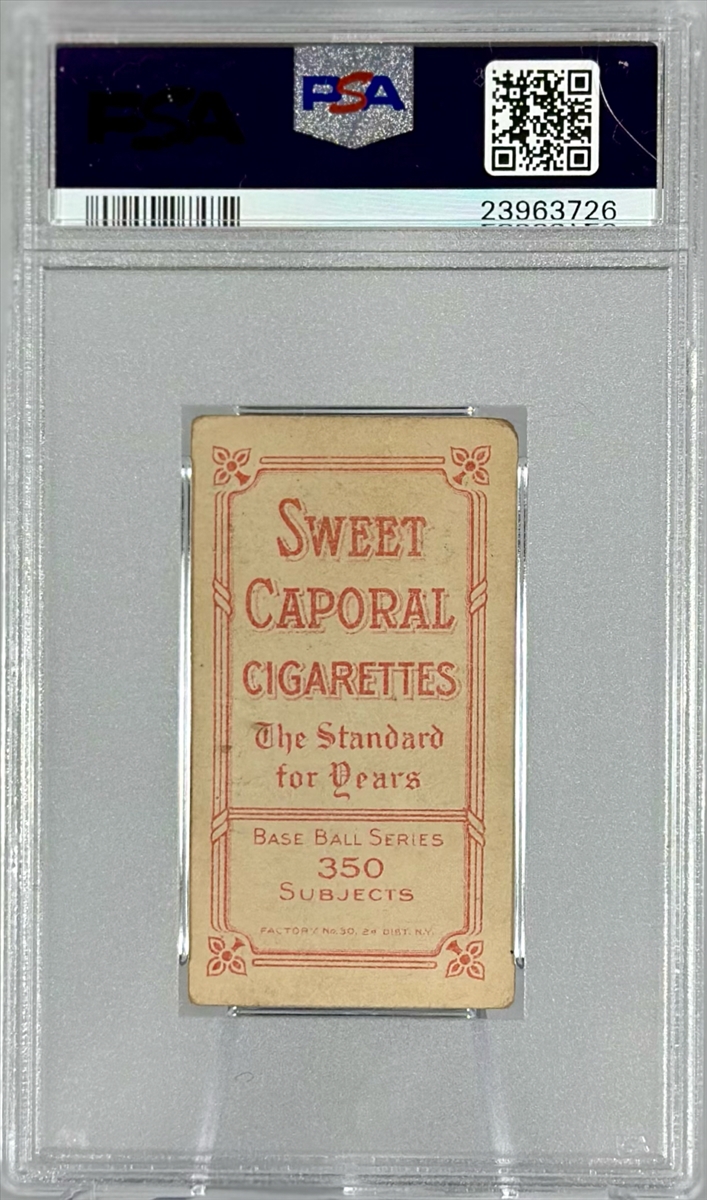 PSA
PSA
23963726
SWEET
CAPORAL
CIGARETTES
The Standard
for Years
BASE BALL SERIES
350
SUBJECTS
FACTORY No. 30, 2d DIST. N.Y.